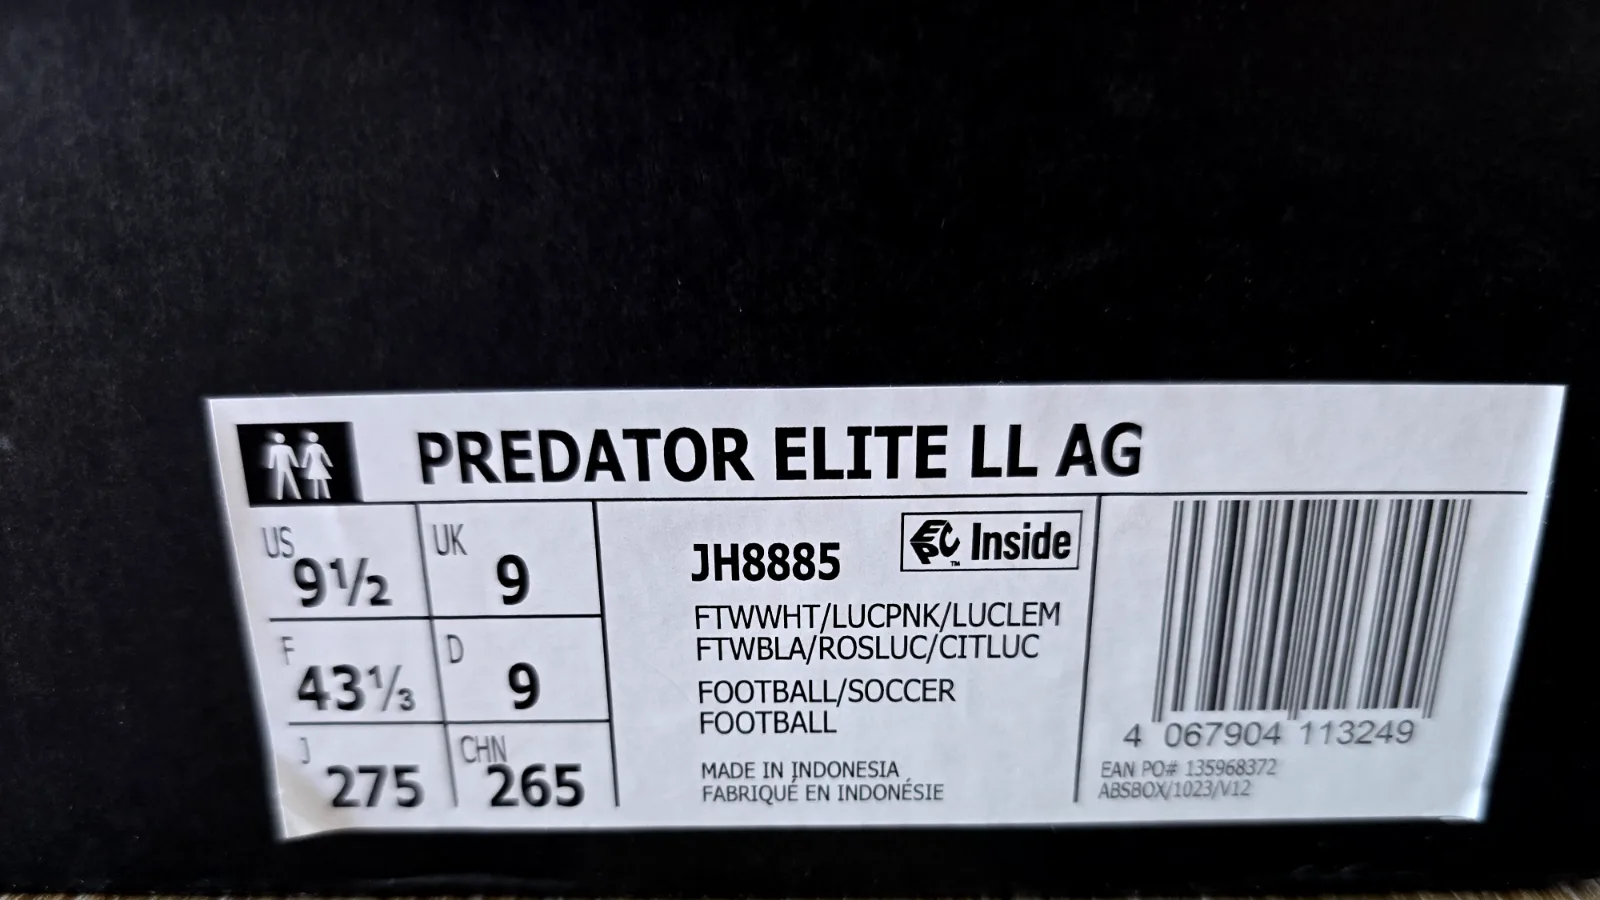 PREDATOR ELITE LL AG
US 9½
UK 9
F 43⅓
D 9
J 275
CHN 265
JH8885
EPC™ Inside
FTWWHT/LUCPNK/LUCLEM
FTWBLA/ROSLUC/CITLUC
FOOTBALL/SOCCER
FOOTBALL
MADE IN INDONESIA
FABRIQUÉ EN INDONÉSIE
4 067904 113249
EAN PO# 135968372
ABSBOX/1023/V12